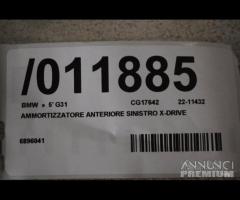 /011885
BMW » 5' G31 CG17642 22-11432
AMMORTIZZATORE ANTERIORE SINISTRO X-DRIVE
6896041
ANNUNCI
PREMIUM